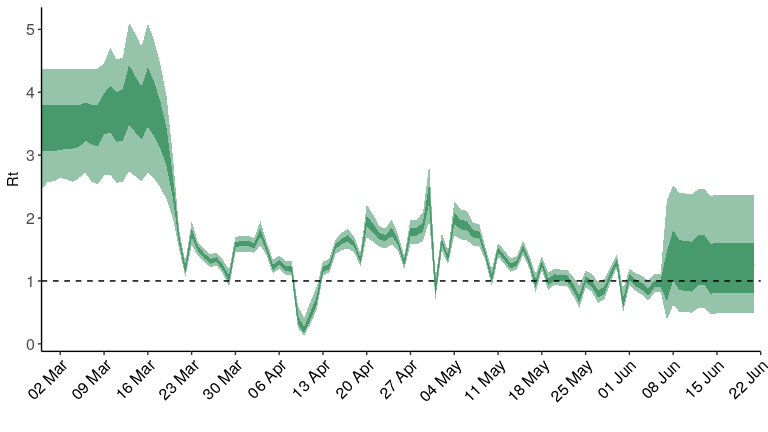 Rt
5
4
3
2
1
0
02 Mar
09 Mar
16 Mar
23 Mar
30 Mar
06 Apr
13 Apr
20 Apr
27 Apr
04 May
11 May
18 May
25 May
01 Jun
08 Jun
15 Jun
22 Jun